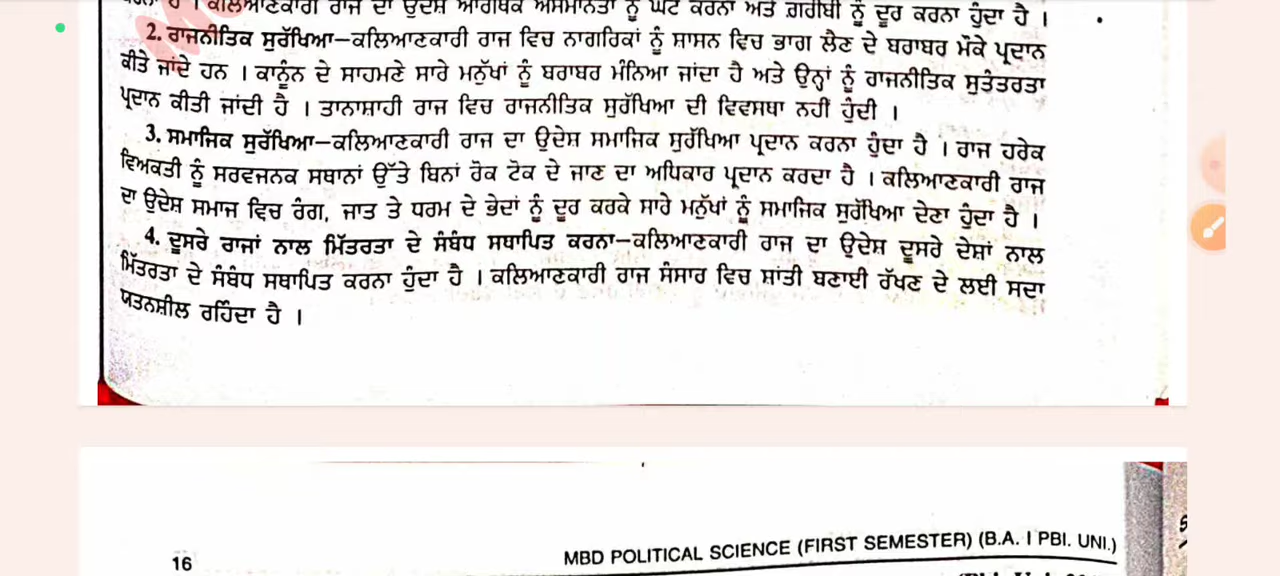 ਕਲਿਆਣਕਾਰੀ ਰਾਜ ਦਾ ਉਦੇਸ਼ ਆਰਥਿਕ ਅਸਮਾਨਤਾ ਨੂੰ ਘੱਟ ਕਰਨਾ ਅਤੇ ਗ਼ਰੀਬੀ ਨੂੰ ਦੂਰ ਕਰਨਾ ਹੁੰਦਾ ਹੈ ।
2. ਰਾਜਨੀਤਿਕ ਸੁਰੱਖਿਆ–ਕਲਿਆਣਕਾਰੀ ਰਾਜ ਵਿਚ ਨਾਗਰਿਕਾਂ ਨੂੰ ਸ਼ਾਸਨ ਵਿਚ ਭਾਗ ਲੈਣ ਦੇ ਬਰਾਬਰ ਮੌਕੇ ਪ੍ਰਦਾਨ
ਕੀਤੇ ਜਾਂਦੇ ਹਨ । ਕਾਨੂੰਨ ਦੇ ਸਾਹਮਣੇ ਸਾਰੇ ਮਨੁੱਖਾਂ ਨੂੰ ਬਰਾਬਰ ਮੰਨਿਆ ਜਾਂਦਾ ਹੈ ਅਤੇ ਉਨ੍ਹਾਂ ਨੂੰ ਰਾਜਨੀਤਿਕ ਸੁਤੰਤਰਤਾ
ਪ੍ਰਦਾਨ ਕੀਤੀ ਜਾਂਦੀ ਹੈ । ਤਾਨਾਸ਼ਾਹੀ ਰਾਜ ਵਿਚ ਰਾਜਨੀਤਿਕ ਸੁਰੱਖਿਆ ਦੀ ਵਿਵਸਥਾ ਨਹੀਂ ਹੁੰਦੀ ।
3. ਸਮਾਜਿਕ ਸੁਰੱਖਿਆ–ਕਲਿਆਣਕਾਰੀ ਰਾਜ ਦਾ ਉਦੇਸ਼ ਸਮਾਜਿਕ ਸੁਰੱਖਿਆ ਪ੍ਰਦਾਨ ਕਰਨਾ ਹੁੰਦਾ ਹੈ । ਰਾਜ ਹਰੇਕ
ਵਿਅਕਤੀ ਨੂੰ ਸਰਵਜਨਕ ਸਥਾਨਾਂ ਉੱਤੇ ਬਿਨਾਂ ਰੋਕ ਟੋਕ ਦੇ ਜਾਣ ਦਾ ਅਧਿਕਾਰ ਪ੍ਰਦਾਨ ਕਰਦਾ ਹੈ । ਕਲਿਆਣਕਾਰੀ ਰਾਜ
ਦਾ ਉਦੇਸ਼ ਸਮਾਜ ਵਿਚ ਰੰਗ, ਜਾਤ ਤੇ ਧਰਮ ਦੇ ਭੇਦਾਂ ਨੂੰ ਦੂਰ ਕਰਕੇ ਸਾਰੇ ਮਨੁੱਖਾਂ ਨੂੰ ਸਮਾਜਿਕ ਸੁਰੱਖਿਆ ਦੇਣਾ ਹੁੰਦਾ ਹੈ ।
4. ਦੂਸਰੇ ਰਾਜਾਂ ਨਾਲ ਮਿੱਤਰਤਾ ਦੇ ਸੰਬੰਧ ਸਥਾਪਿਤ ਕਰਨਾ–ਕਲਿਆਣਕਾਰੀ ਰਾਜ ਦਾ ਉਦੇਸ਼ ਦੂਸਰੇ ਦੇਸ਼ਾਂ ਨਾਲ
ਮਿੱਤਰਤਾ ਦੇ ਸੰਬੰਧ ਸਥਾਪਿਤ ਕਰਨਾ ਹੁੰਦਾ ਹੈ । ਕਲਿਆਣਕਾਰੀ ਰਾਜ ਸੰਸਾਰ ਵਿਚ ਸ਼ਾਂਤੀ ਬਣਾਈ ਰੱਖਣ ਦੇ ਲਈ ਸਦਾ
ਯਤਨਸ਼ੀਲ ਰਹਿੰਦਾ ਹੈ ।
16
MBD POLITICAL SCIENCE (FIRST SEMESTER) (B.A. I PBI. UNI.)